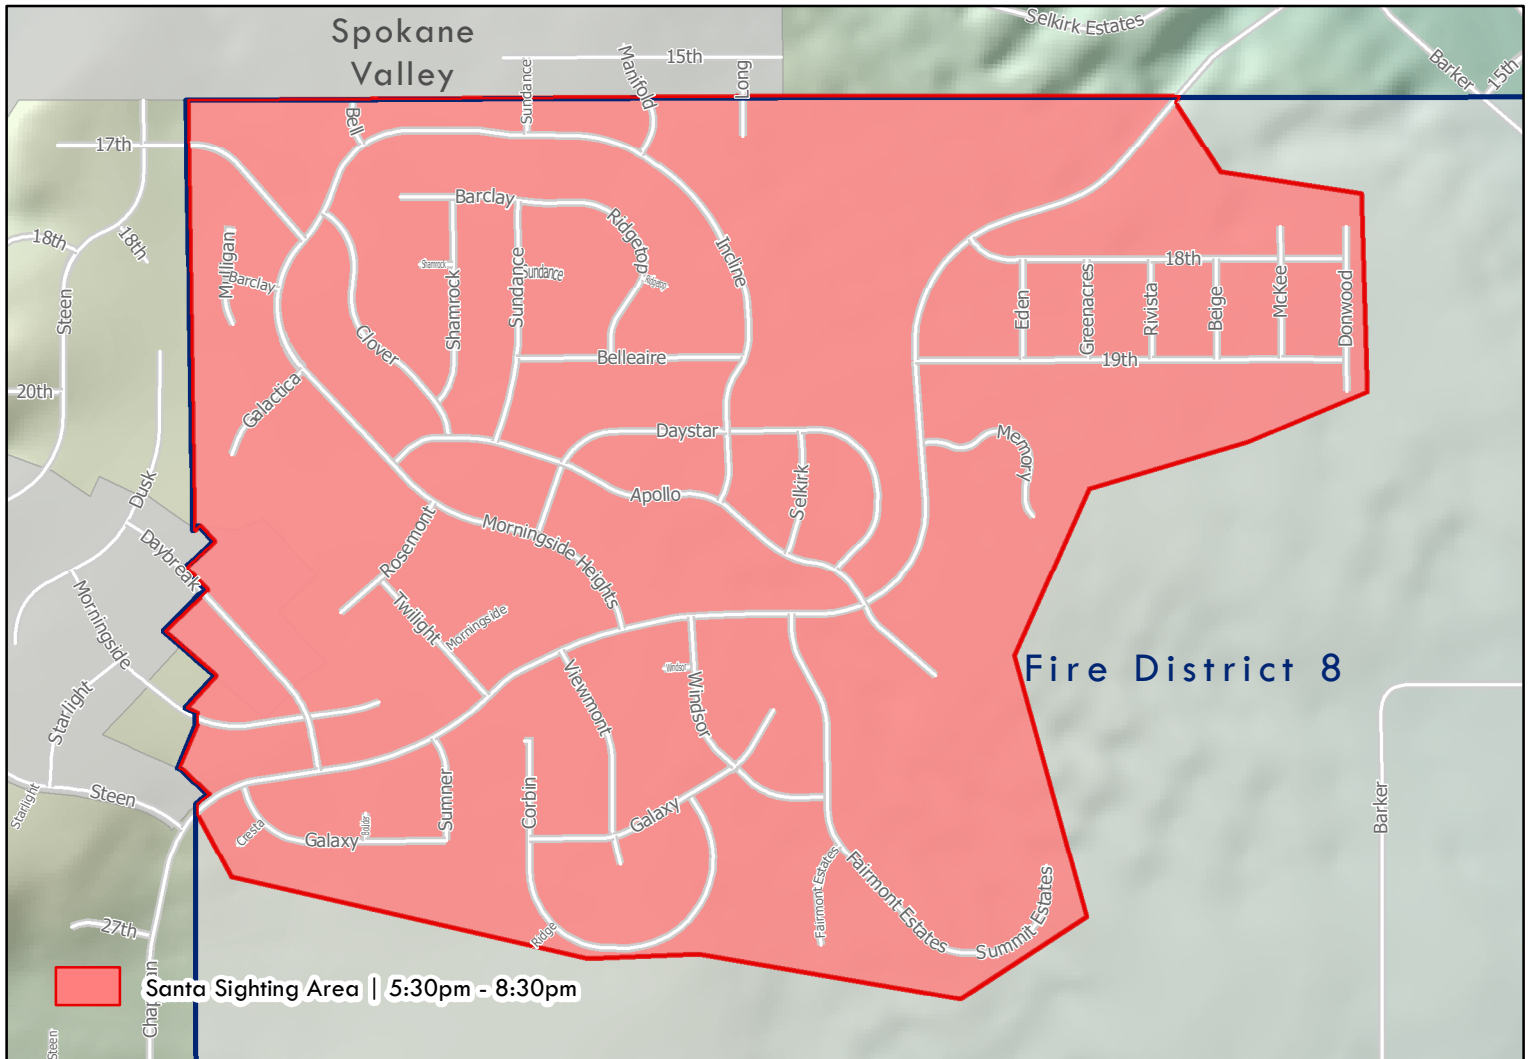 Selkirk Estates
Spokane
Valley
15th
Barker
15th
Sundance
Manifold
Long
Bell
17th
18th
18th
Milligan
Barclay
Barclay
Ridgetop
Incline
Shamrock
Shamrock
Sundance
Sundance
Ridgetop
18th
Steen
Eden
Greenacres
Rivista
Beige
McKee
Donwood
Clover
Belleaire
19th
20th
Galactica
Daystar
Memory
Selkirk
Apollo
Dusk
Rosemont
Morningside Heights
Daybreak
Morningside
Twilight
Morningside
Starlight
Viewmont
Windsor
Windsor
Fire District 8
Steen
Starlight
Sumner
Corbin
Galaxy
Barker
Cresta
Galaxy
Fairmont Estates
Fairmont Estates
Summit Estates
27th
Ridge
Santa Sighting Area | 5:30pm - 8:30pm
Steen